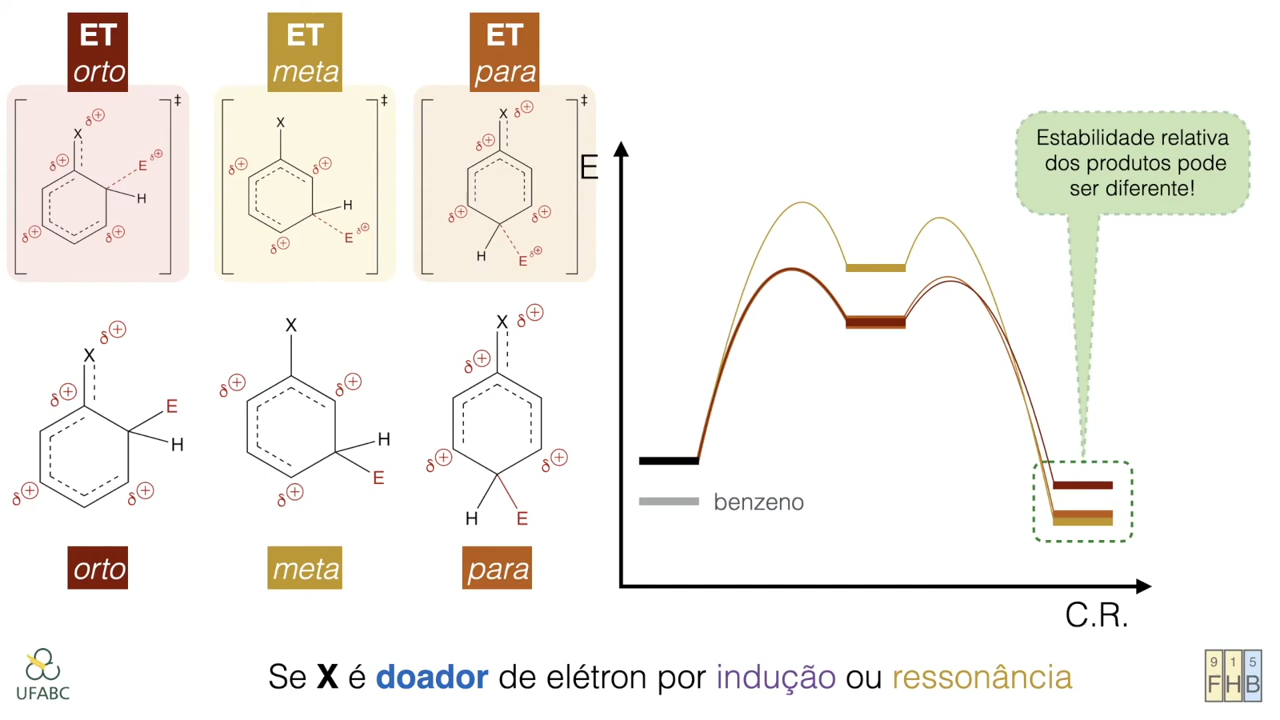 ET
orto
ET
meta
ET
para
‡
‡
‡
X
δ⊕
δ⊕
E
δ⊕
H
δ⊕
δ⊕
X
δ⊕
δ⊕
H
E
δ⊕
δ⊕
X
δ⊕
δ⊕
δ⊕
δ⊕
H
E
δ⊕
X
δ⊕
δ⊕
E
H
δ⊕
δ⊕
X
δ⊕
δ⊕
H
E
δ⊕
X
δ⊕
δ⊕
δ⊕
δ⊕
H
E
orto
meta
para
E
Estabilidade relativa
dos produtos pode
ser diferente!
benzeno
C.R.
UFABC
Se X é doador de elétron por indução ou ressonância
9 1 5
F H B